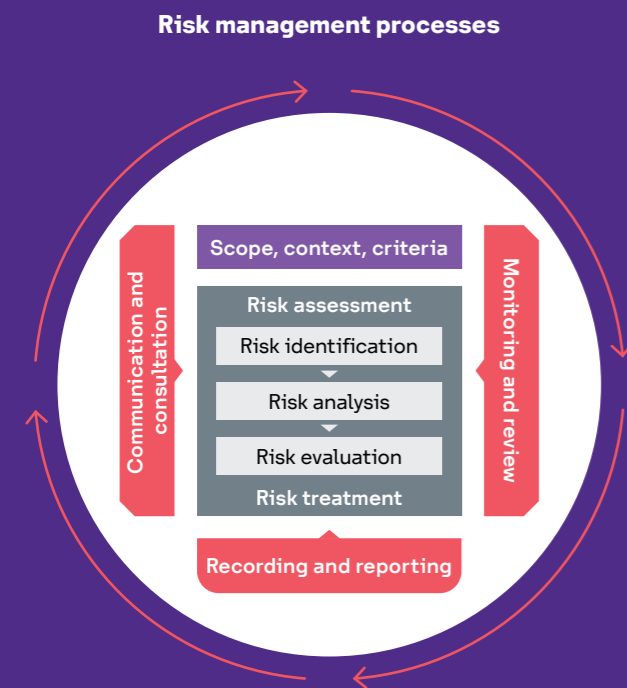 Risk management processes
Scope, context, criteria
Communication and
consultation
Risk assessment
Risk identification
Risk analysis
Risk evaluation
Risk treatment
Monitoring and review
Recording and reporting